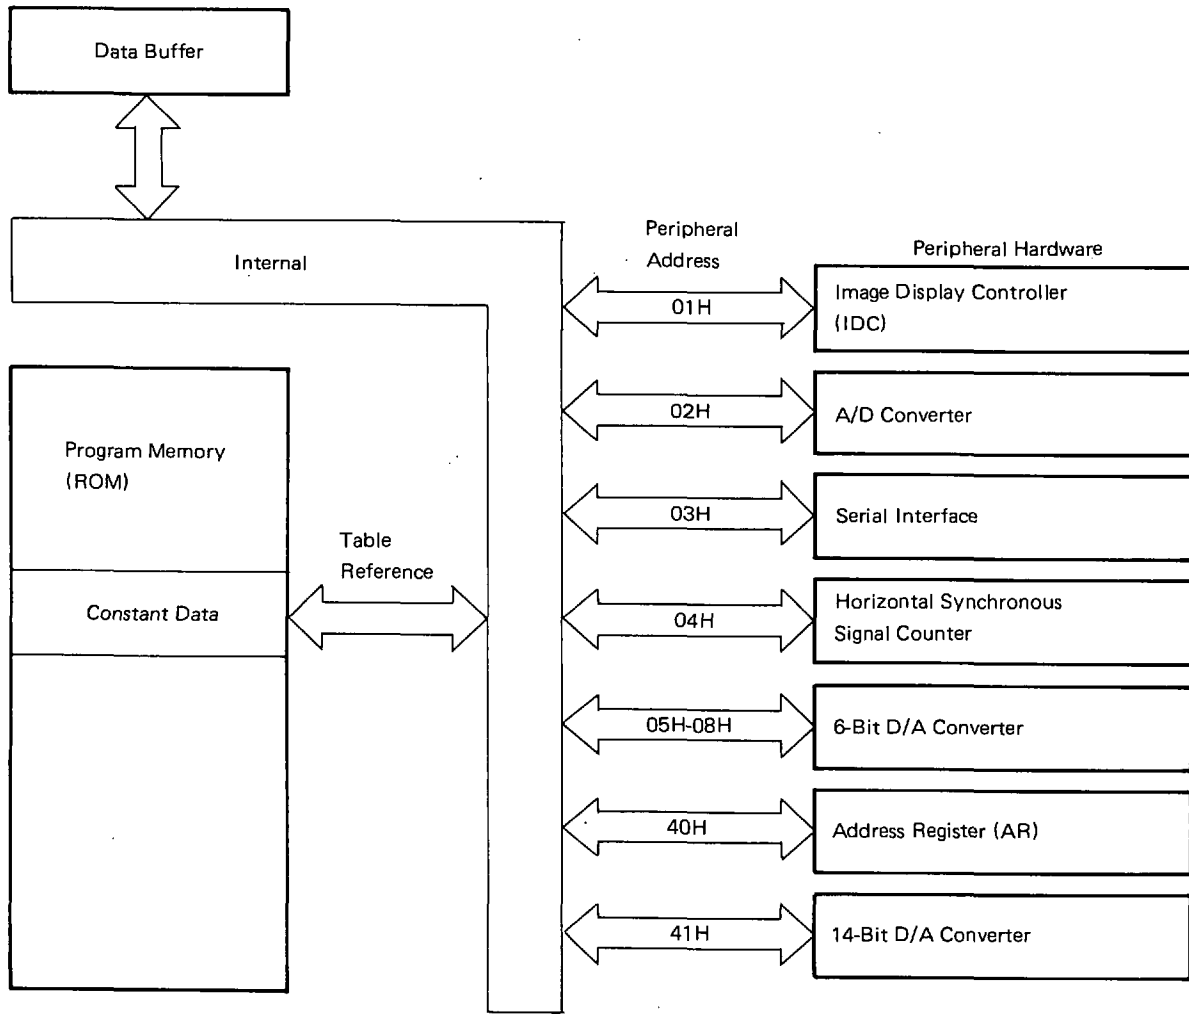 Data Buffer
Internal
Peripheral
Address
Peripheral Hardware
01H
Image Display Controller
(IDC)
02H
A/D Converter
Program Memory
(ROM)
03H
Serial Interface
Table
Reference
Constant Data
04H
Horizontal Synchronous
Signal Counter
05H-08H
6-Bit D/A Converter
40H
Address Register (AR)
41H
14-Bit D/A Converter